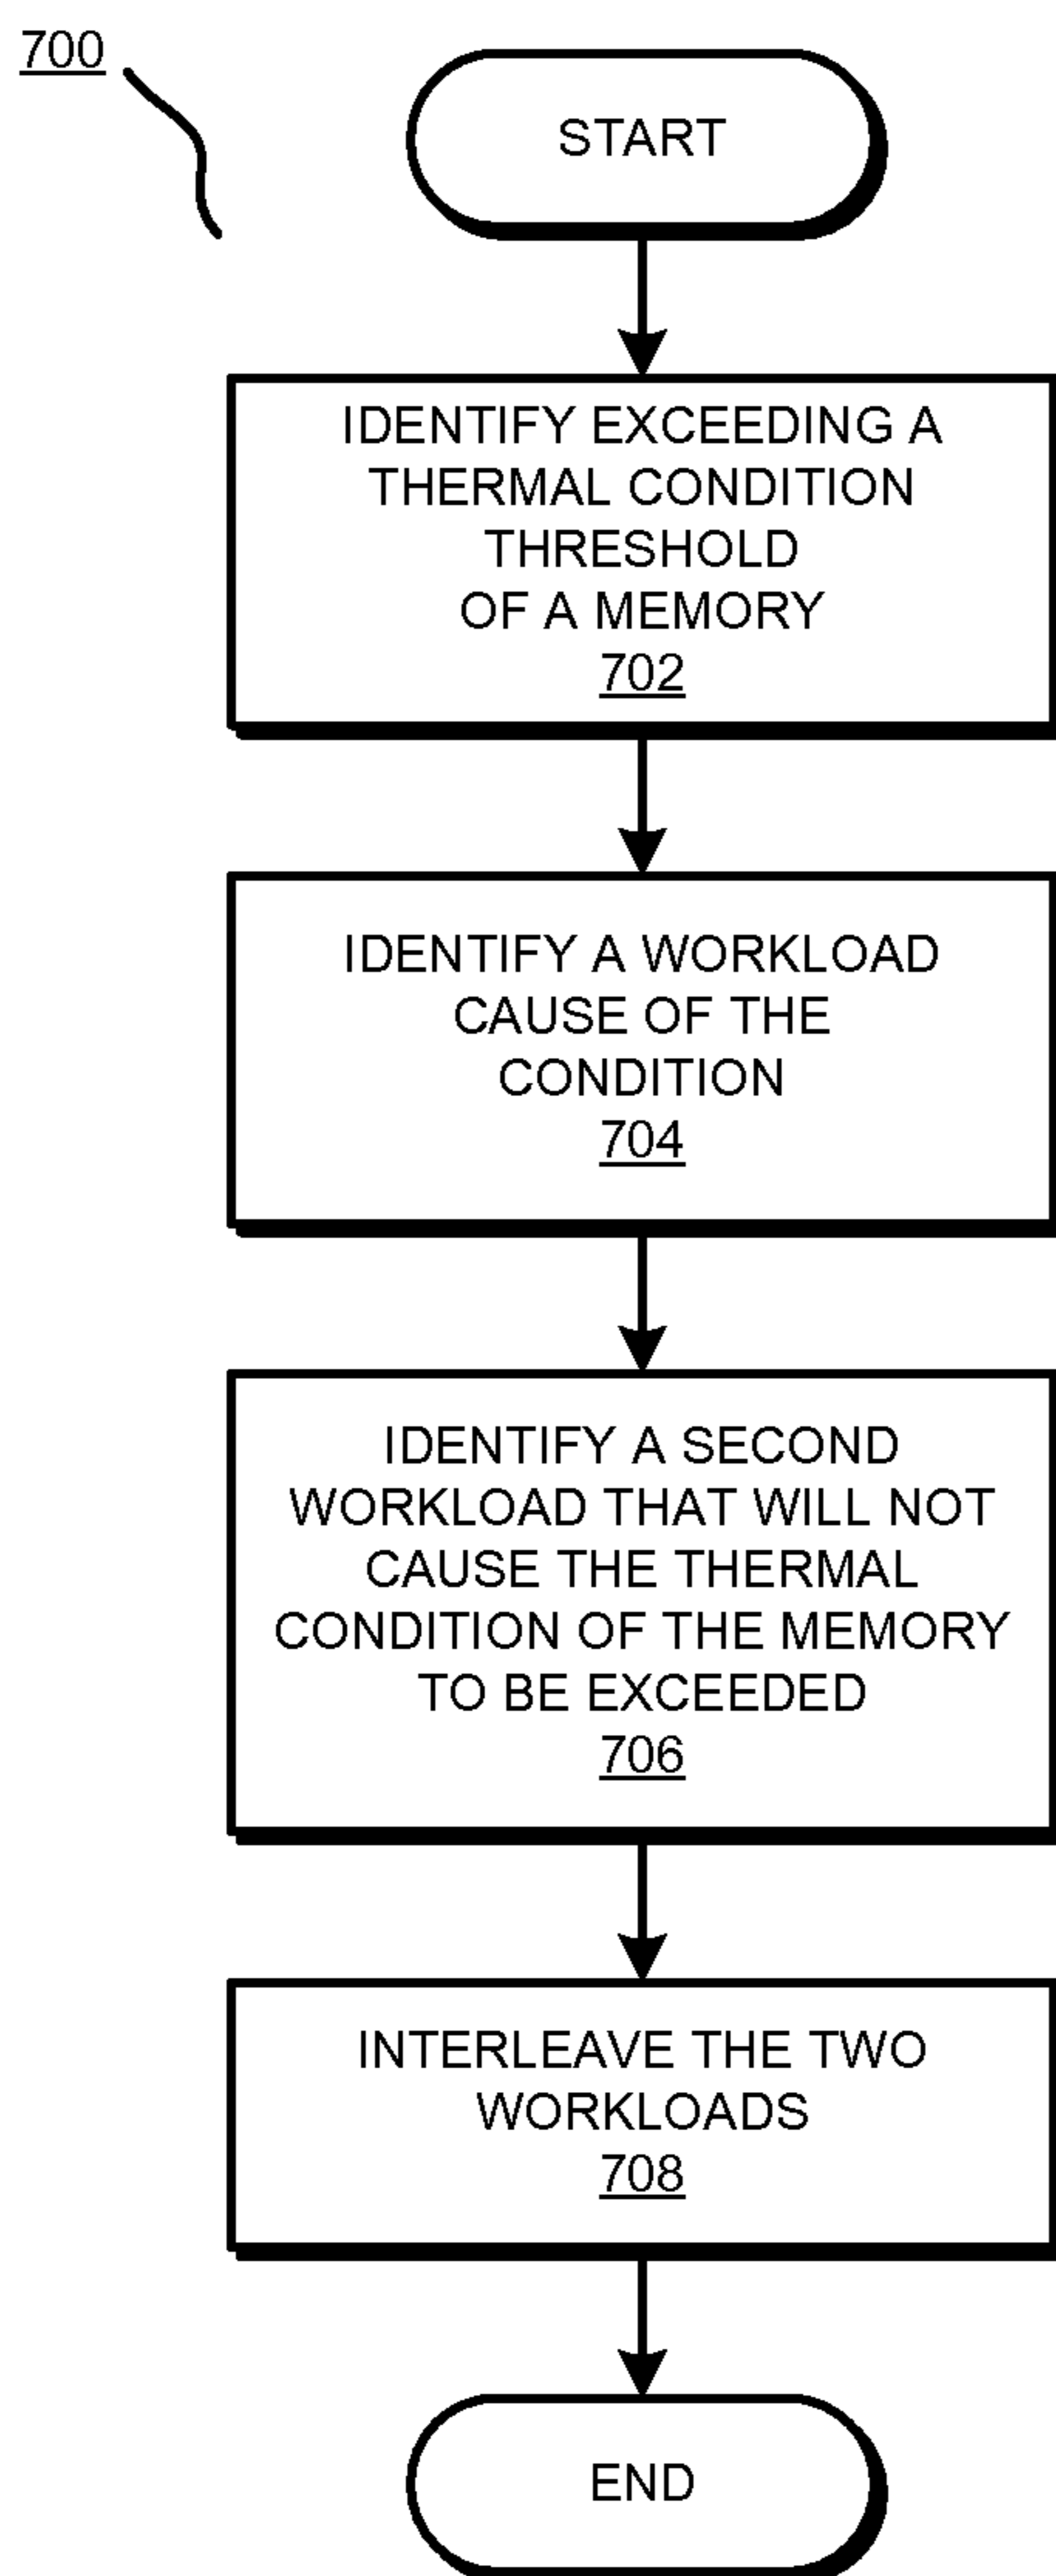 700
START
IDENTIFY EXCEEDING A
THERMAL CONDITION
THRESHOLD
OF A MEMORY
702
IDENTIFY A WORKLOAD
CAUSE OF THE
CONDITION
704
IDENTIFY A SECOND
WORKLOAD THAT WILL NOT
CAUSE THE THERMAL
CONDITION OF THE MEMORY
TO BE EXCEEDED
706
INTERLEAVE THE TWO
WORKLOADS
708
END